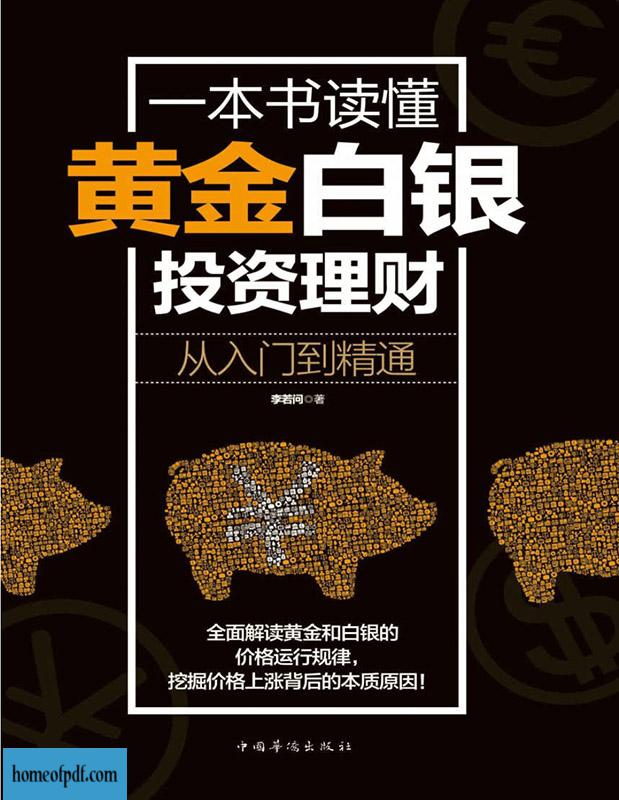 一本书读懂
黄金白银
投资理财
从入门到精通
李若问◎著
全面解读黄金和白银的
价格运行规律，
挖掘价格上涨背后的本质原因！
中国华侨出版社
homeofpdf.com